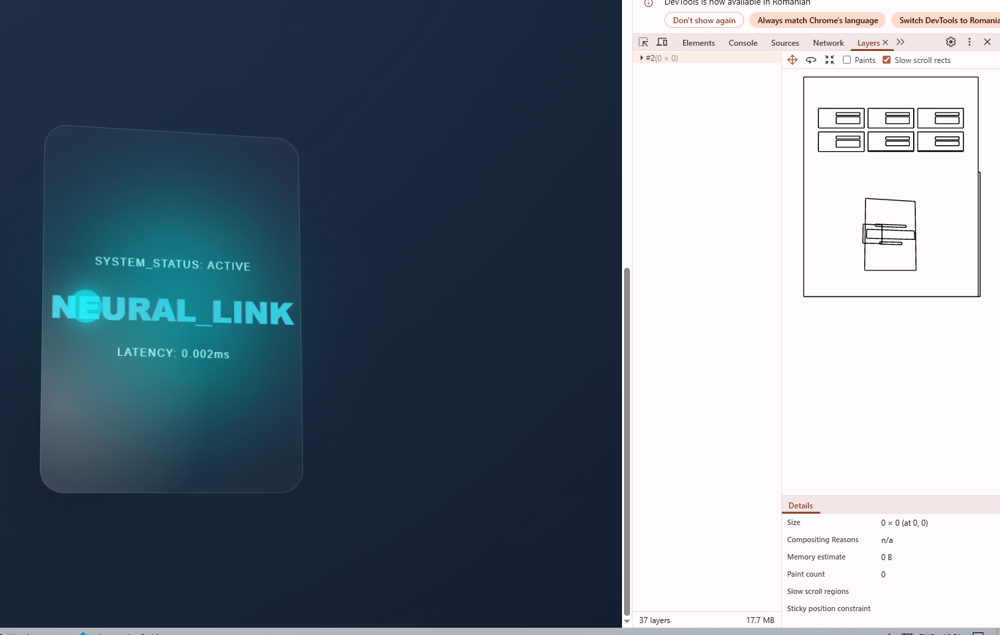 DevTools is now available in Romanian
Don't show again
Always match Chrome's language
Switch DevTools to Romania
Elements
Console
Sources
Network
Layers
#2(0 × 0)
Paints
Slow scroll rects
SYSTEM_STATUS: ACTIVE
NEURAL_LINK
LATENCY: 0.002ms
Details
Size
0 × 0 (at 0, 0)
Compositing Reasons
n/a
Memory estimate
0 B
Paint count
0
Slow scroll regions
Sticky position constraint
37 layers
17.7 MB